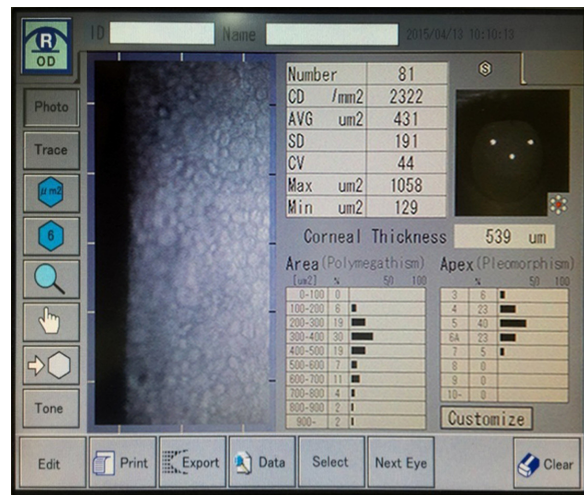 R
OD
ID
Name
2015/04/13 10:10:13
Photo
Trace
μm2
6
Tone
Number 81
CD /mm2 2322
AVG um2 431
SD 191
CV 44
Max um2 1058
Min um2 129
S
Corneal Thickness 539 um
Area (Polymegathism)
[um2] % 50 100
0-100 0
100-200 6
200-300 19
300-400 30
400-500 19
500-600 7
600-700 11
700-800 4
800-900 2
900- 2
Apex (Pleomorphism)
% 50 100
3 6
4 23
5 40
6A 23
7 5
8 0
9 0
10- 0
Customize
Edit
Print
Export
Data
Select
Next Eye
Clear